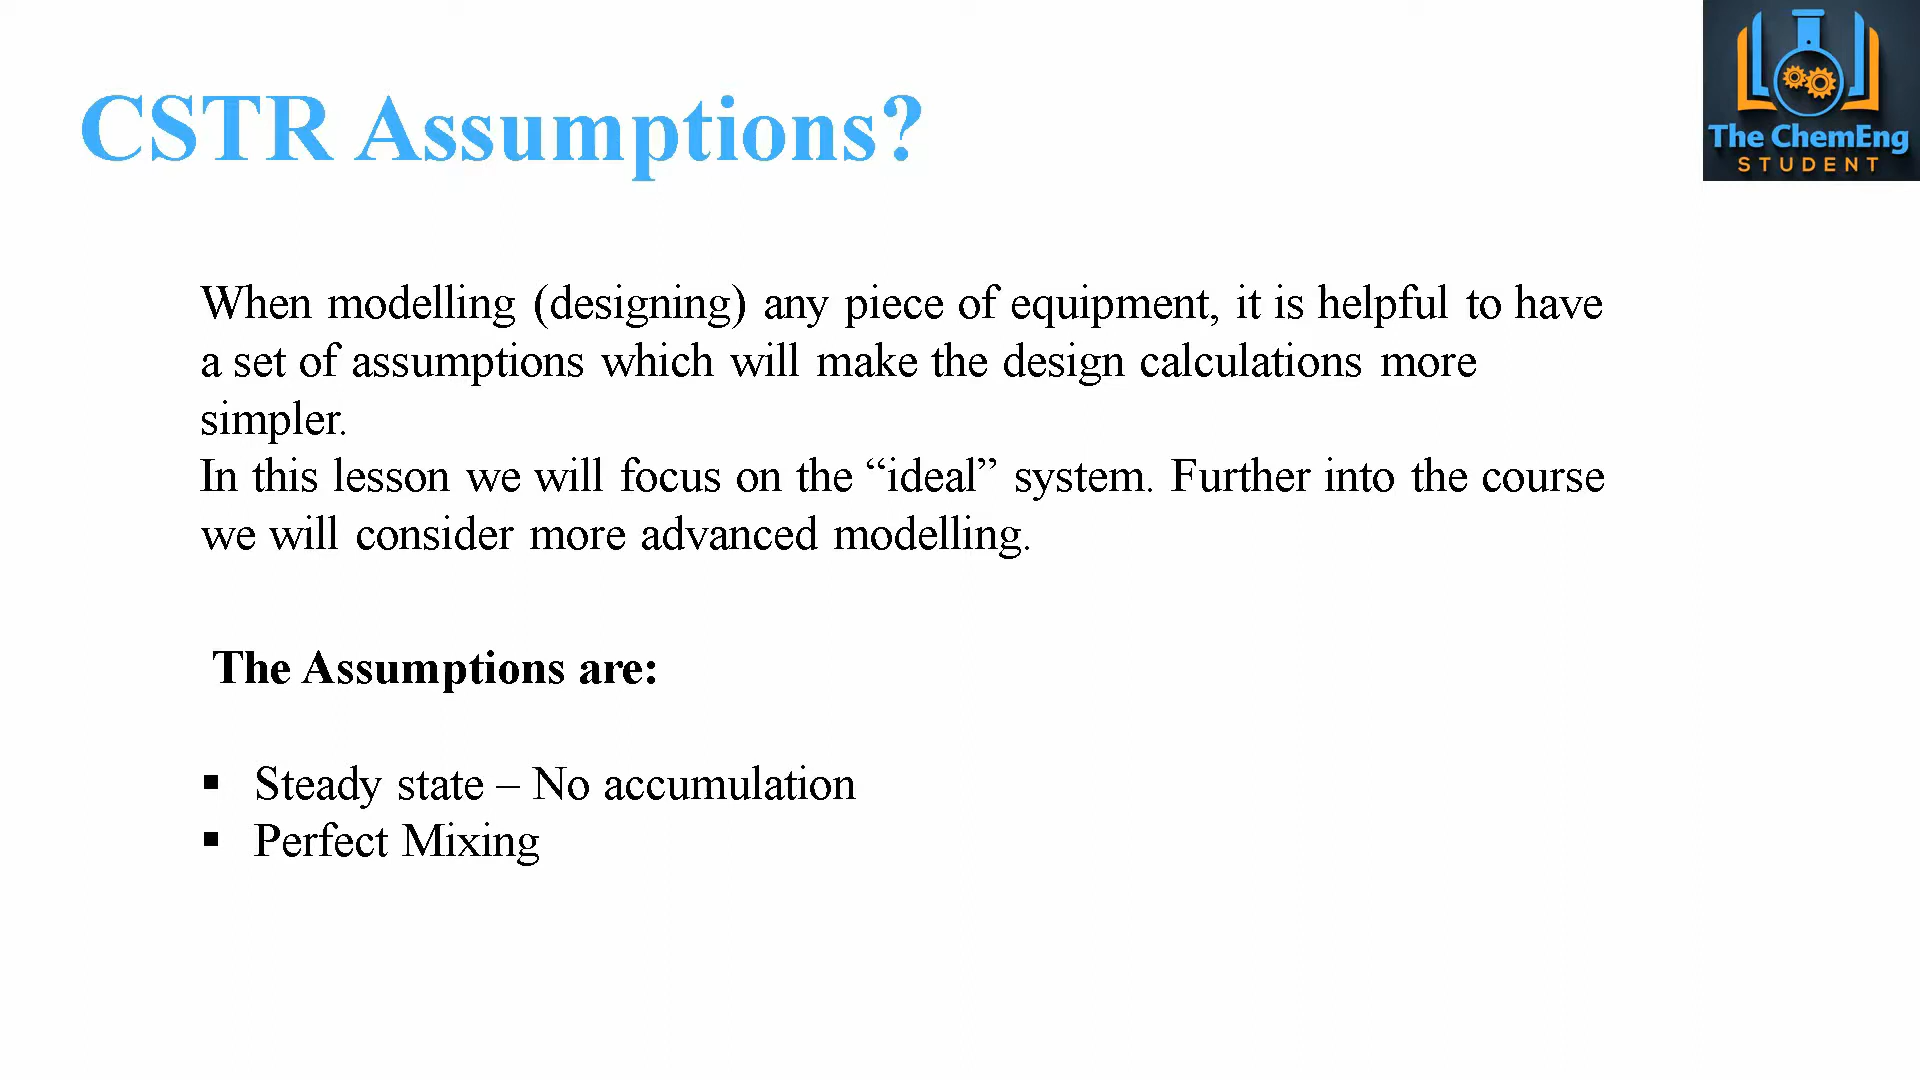 CSTR Assumptions?
The ChemEng
STUDENT
When modelling (designing) any piece of equipment, it is helpful to have
a set of assumptions which will make the design calculations more
simpler.
In this lesson we will focus on the “ideal” system. Further into the course
we will consider more advanced modelling.
The Assumptions are:
▪ Steady state – No accumulation
▪ Perfect Mixing